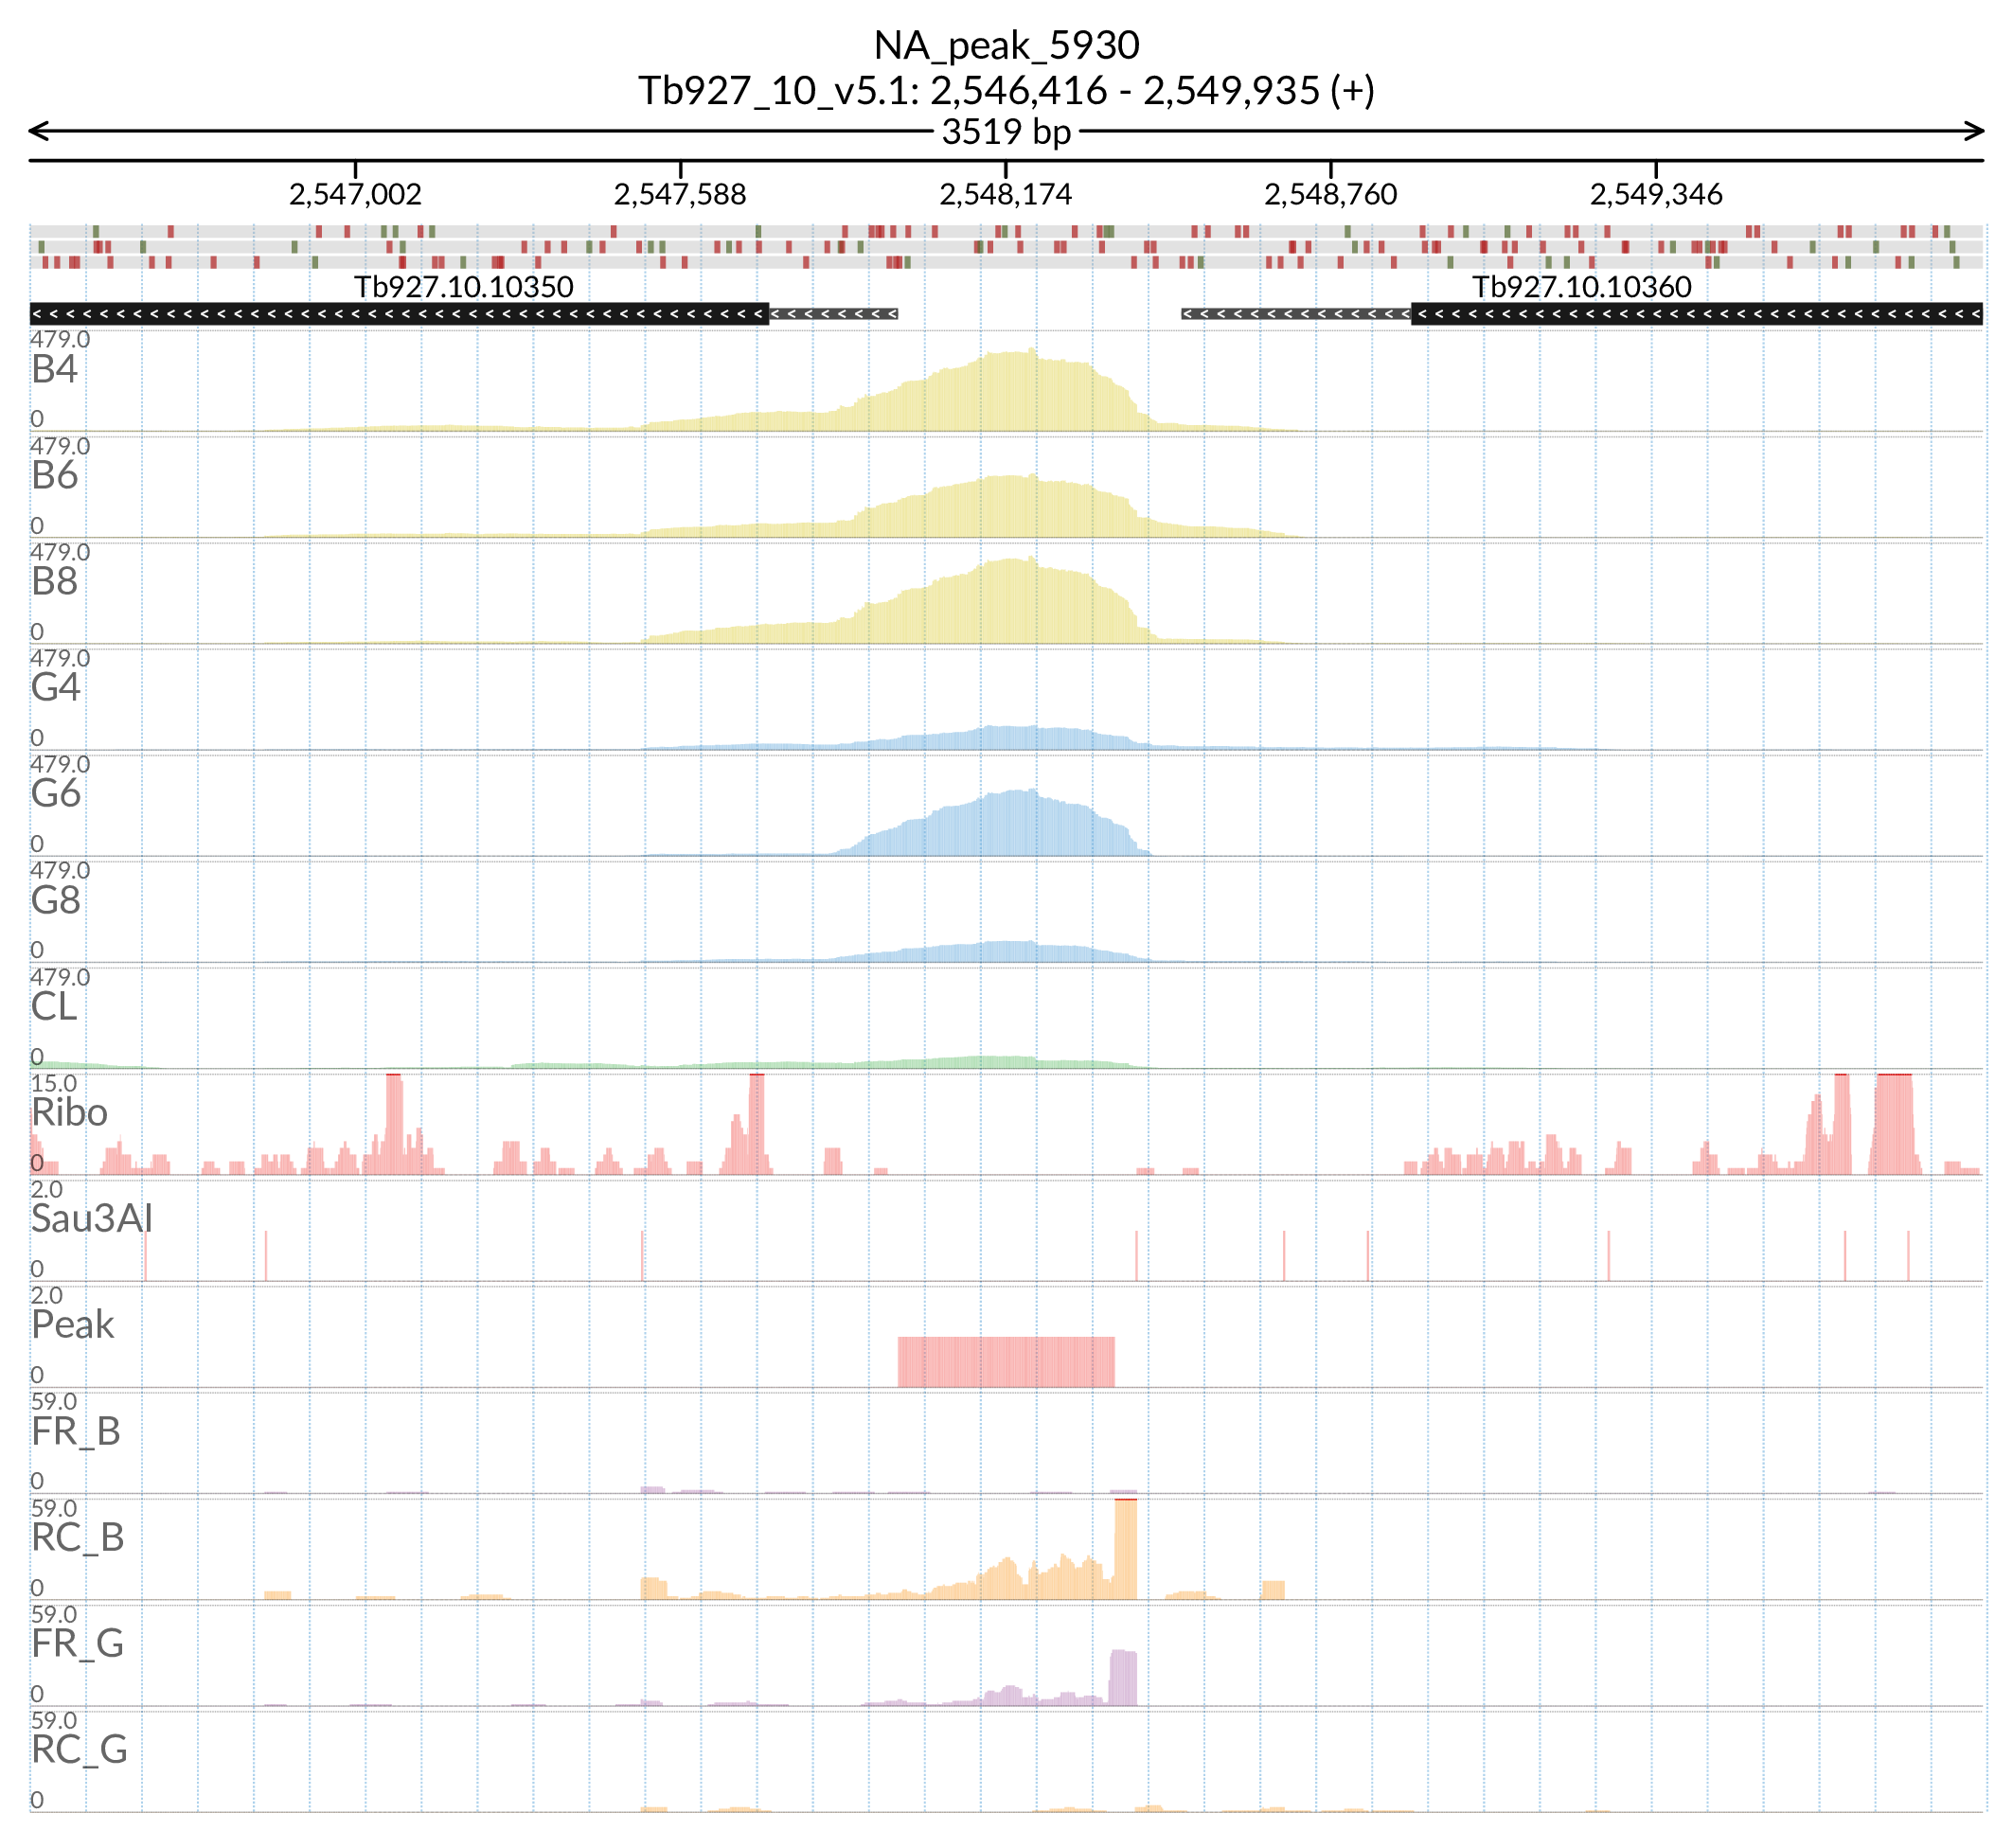 NA_peak_5930
Tb927_10_v5.1: 2,546,416 - 2,549,935 (+)
3519 bp
2,547,002 2,547,588 2,548,174 2,548,760 2,549,346
Tb927.10.10350 Tb927.10.10360
479.0
B4
0
479.0
B6
0
479.0
B8
0
479.0
G4
0
479.0
G6
0
479.0
G8
0
479.0
CL
0
15.0
Ribo
0
2.0
Sau3AI
0
2.0
Peak
0
59.0
FR_B
0
59.0
RC_B
0
59.0
FR_G
0
59.0
RC_G
0